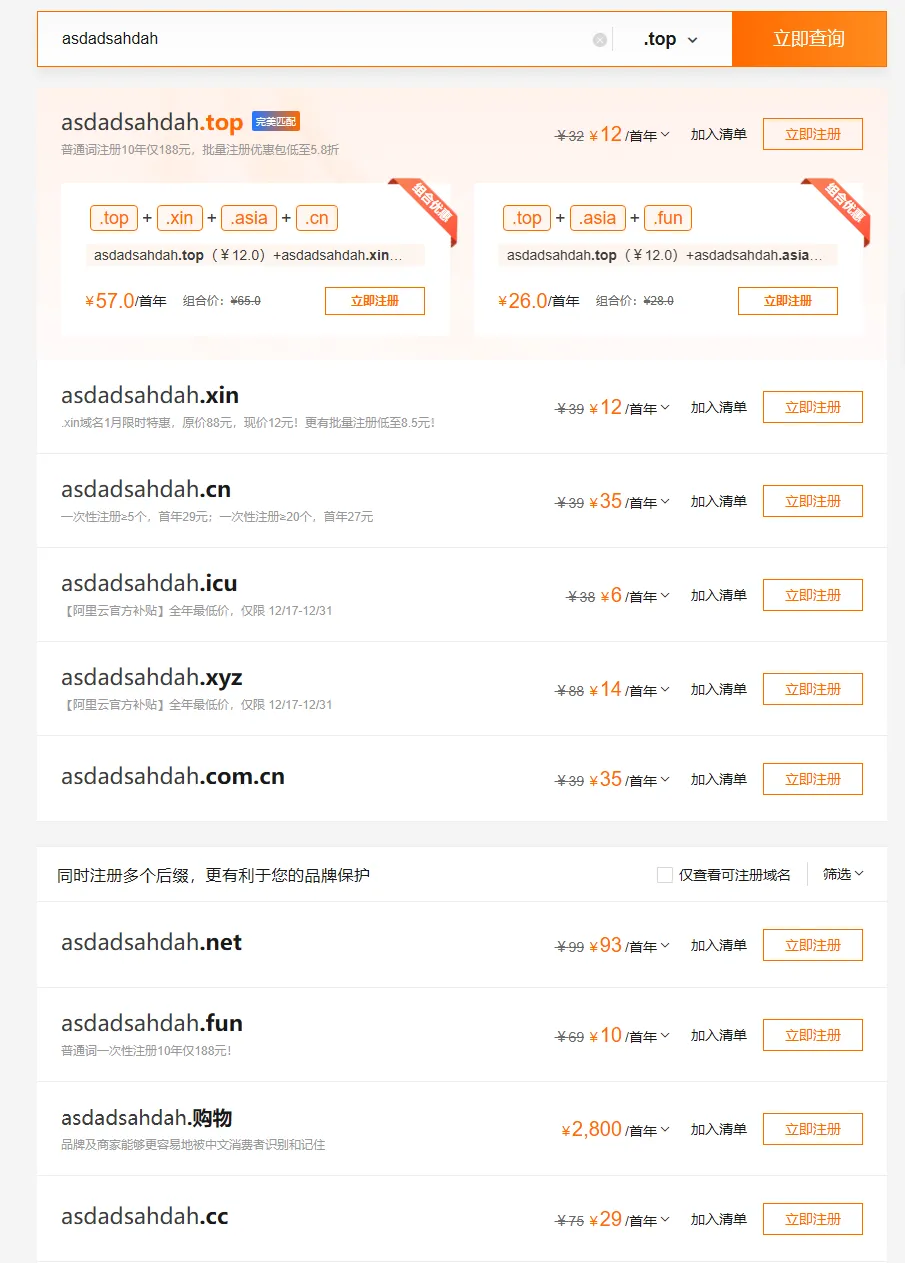 asdadsahdah
.top
立即查询
asdadsahdah.top 完美匹配
普通词注册10年仅188元，批量注册优惠包低至5.8折
¥32 ¥12/首年 加入清单 立即注册
组合优惠
.top + .xin + .asia + .cn
asdadsahdah.top（¥12.0）+asdadsahdah.xin...
¥57.0/首年 组合价：¥65.0 立即注册
组合优惠
.top + .asia + .fun
asdadsahdah.top（¥12.0）+asdadsahdah.asia...
¥26.0/首年 组合价：¥28.0 立即注册
asdadsahdah.xin
.xin域名1月限时特惠，原价88元，现价12元！更有批量注册低至8.5元！
¥39 ¥12/首年 加入清单 立即注册
asdadsahdah.cn
一次性注册≥5个，首年29元；一次性注册≥20个，首年27元
¥39 ¥35/首年 加入清单 立即注册
asdadsahdah.icu
【阿里云官方补贴】全年最低价，仅限 12/17-12/31
¥38 ¥6/首年 加入清单 立即注册
asdadsahdah.xyz
【阿里云官方补贴】全年最低价，仅限 12/17-12/31
¥88 ¥14/首年 加入清单 立即注册
asdadsahdah.com.cn
¥39 ¥35/首年 加入清单 立即注册
同时注册多个后缀，更有利于您的品牌保护
仅查看可注册域名 筛选
asdadsahdah.net
¥99 ¥93/首年 加入清单 立即注册
asdadsahdah.fun
普通词一次性注册10年仅188元！
¥69 ¥10/首年 加入清单 立即注册
asdadsahdah.购物
品牌及商家能够更容易地被中文消费者识别和记住
¥2,800/首年 加入清单 立即注册
asdadsahdah.cc
¥75 ¥29/首年 加入清单 立即注册